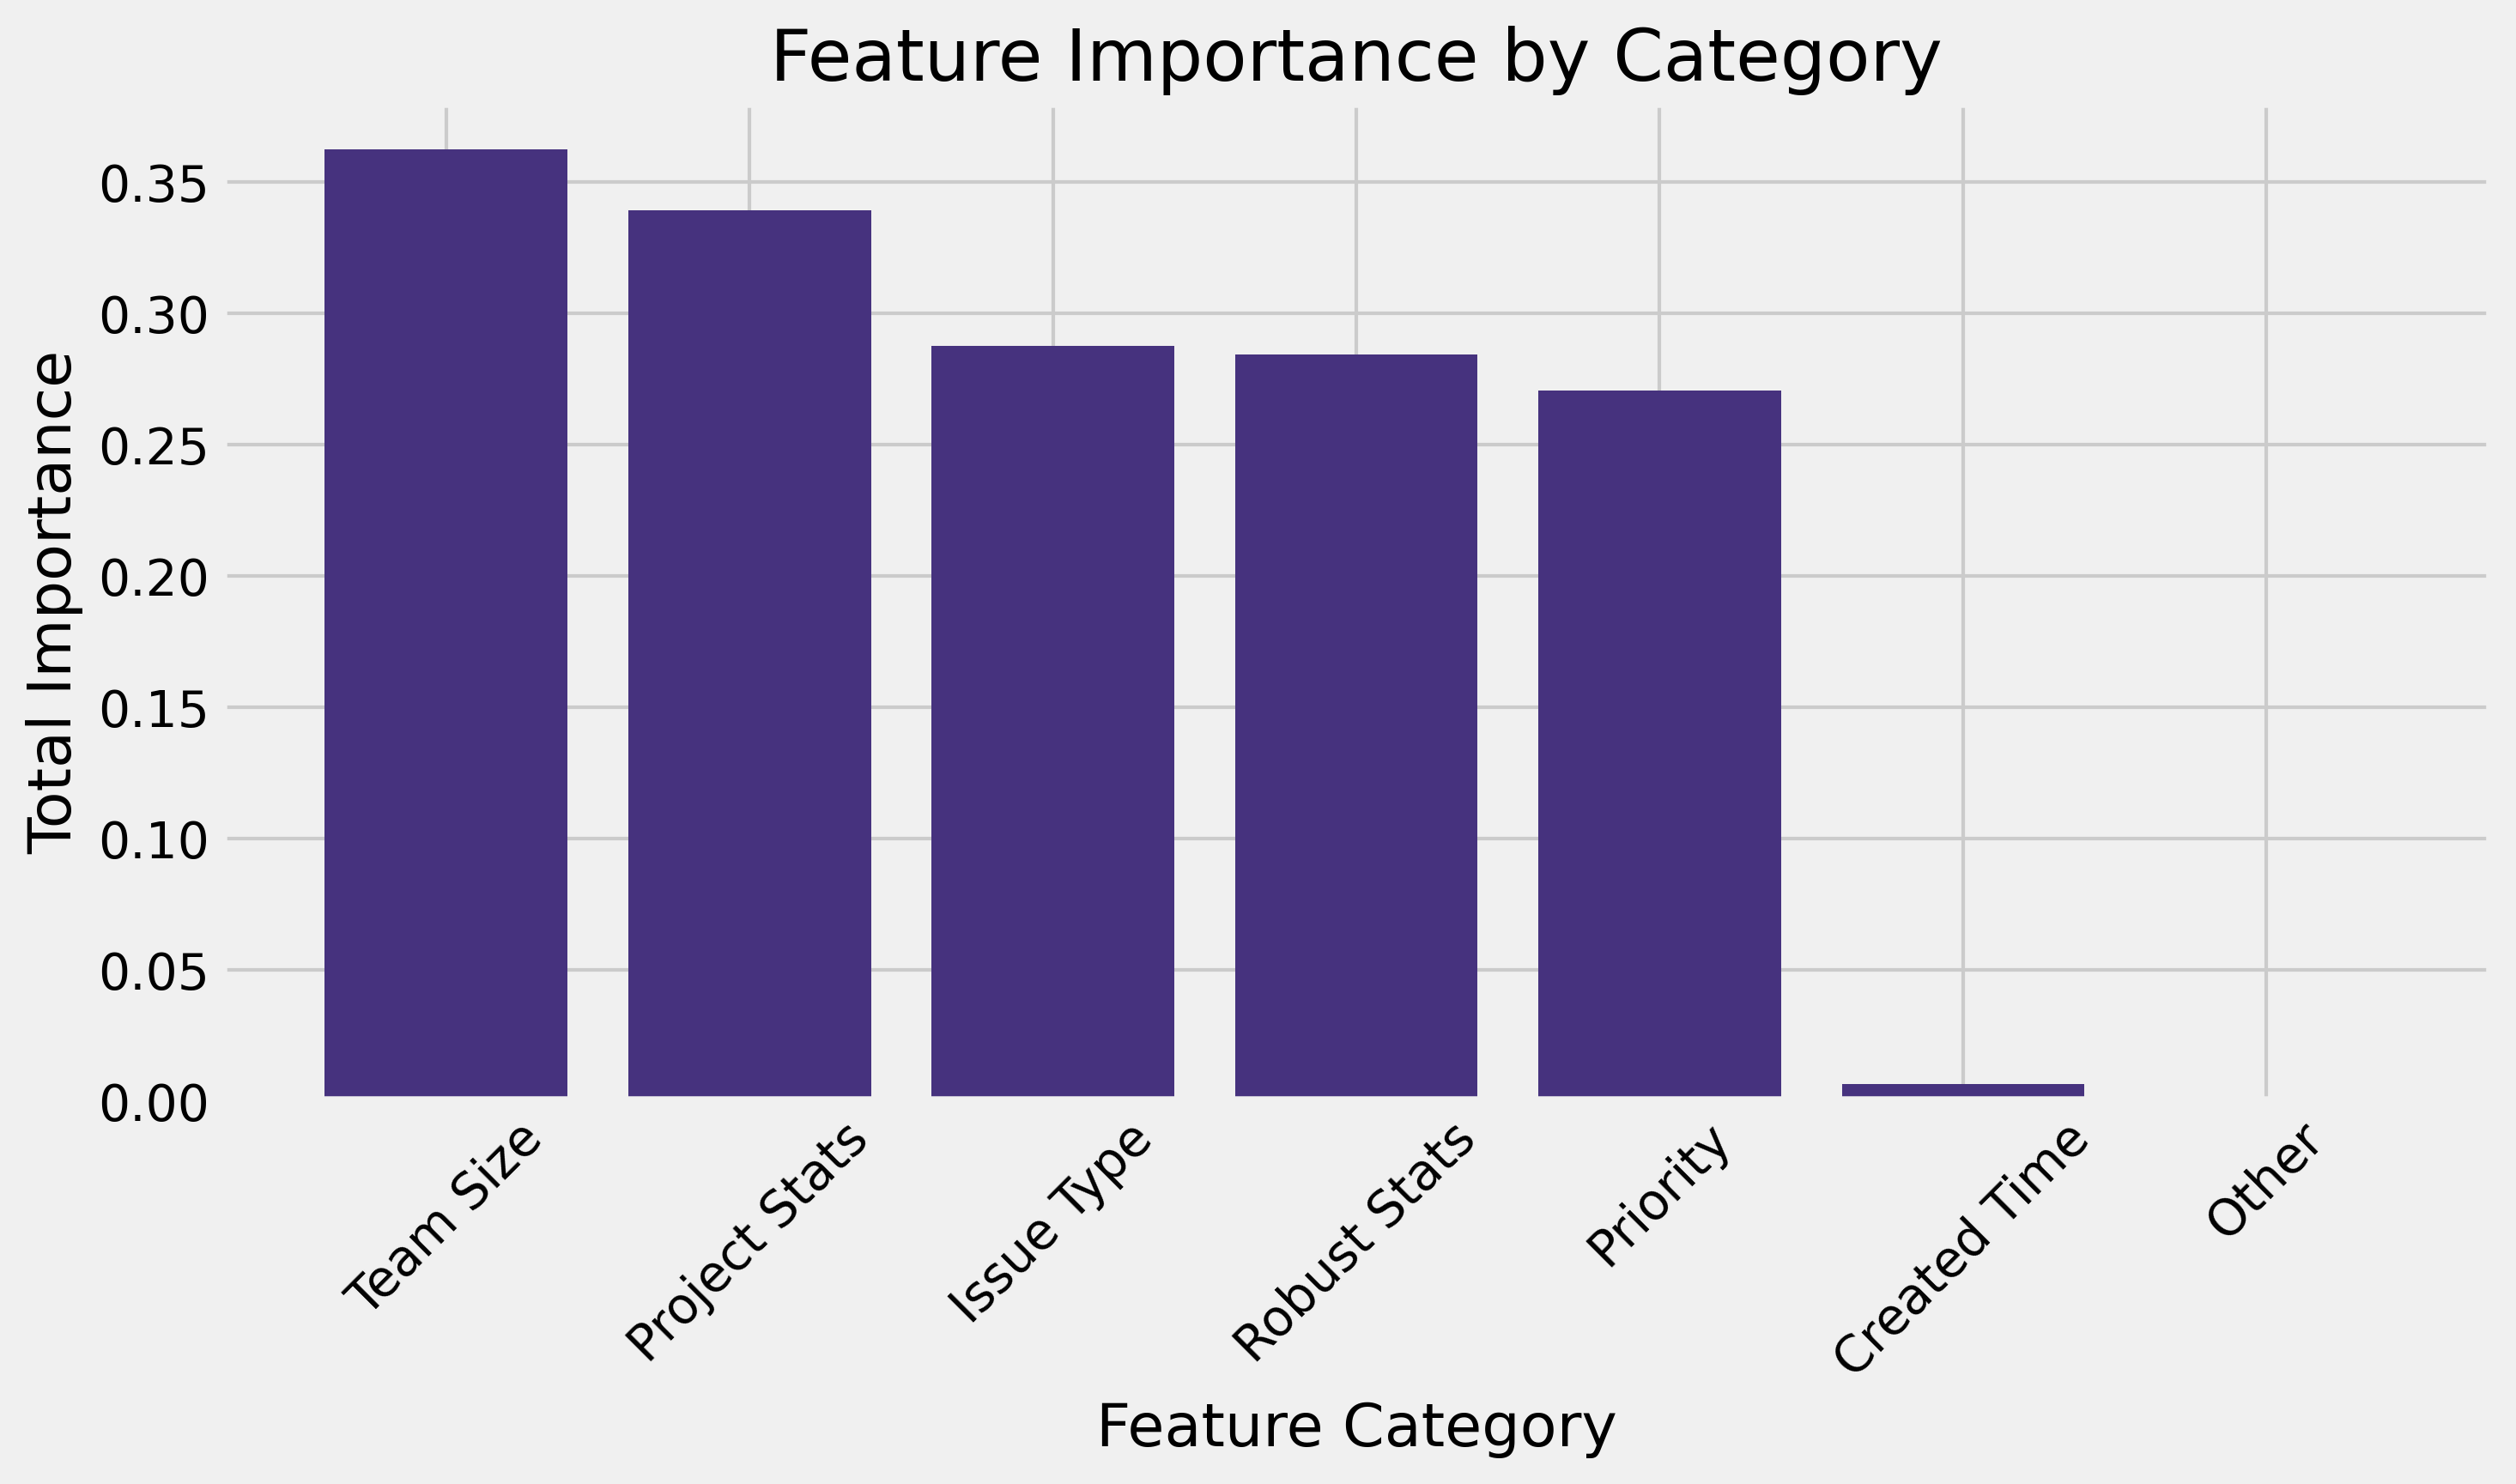 Feature Importance by Category
Total Importance
0.35
0.30
0.25
0.20
0.15
0.10
0.05
0.00
Team Size
Project Stats
Issue Type
Robust Stats
Priority
Created Time
Other
Feature Category